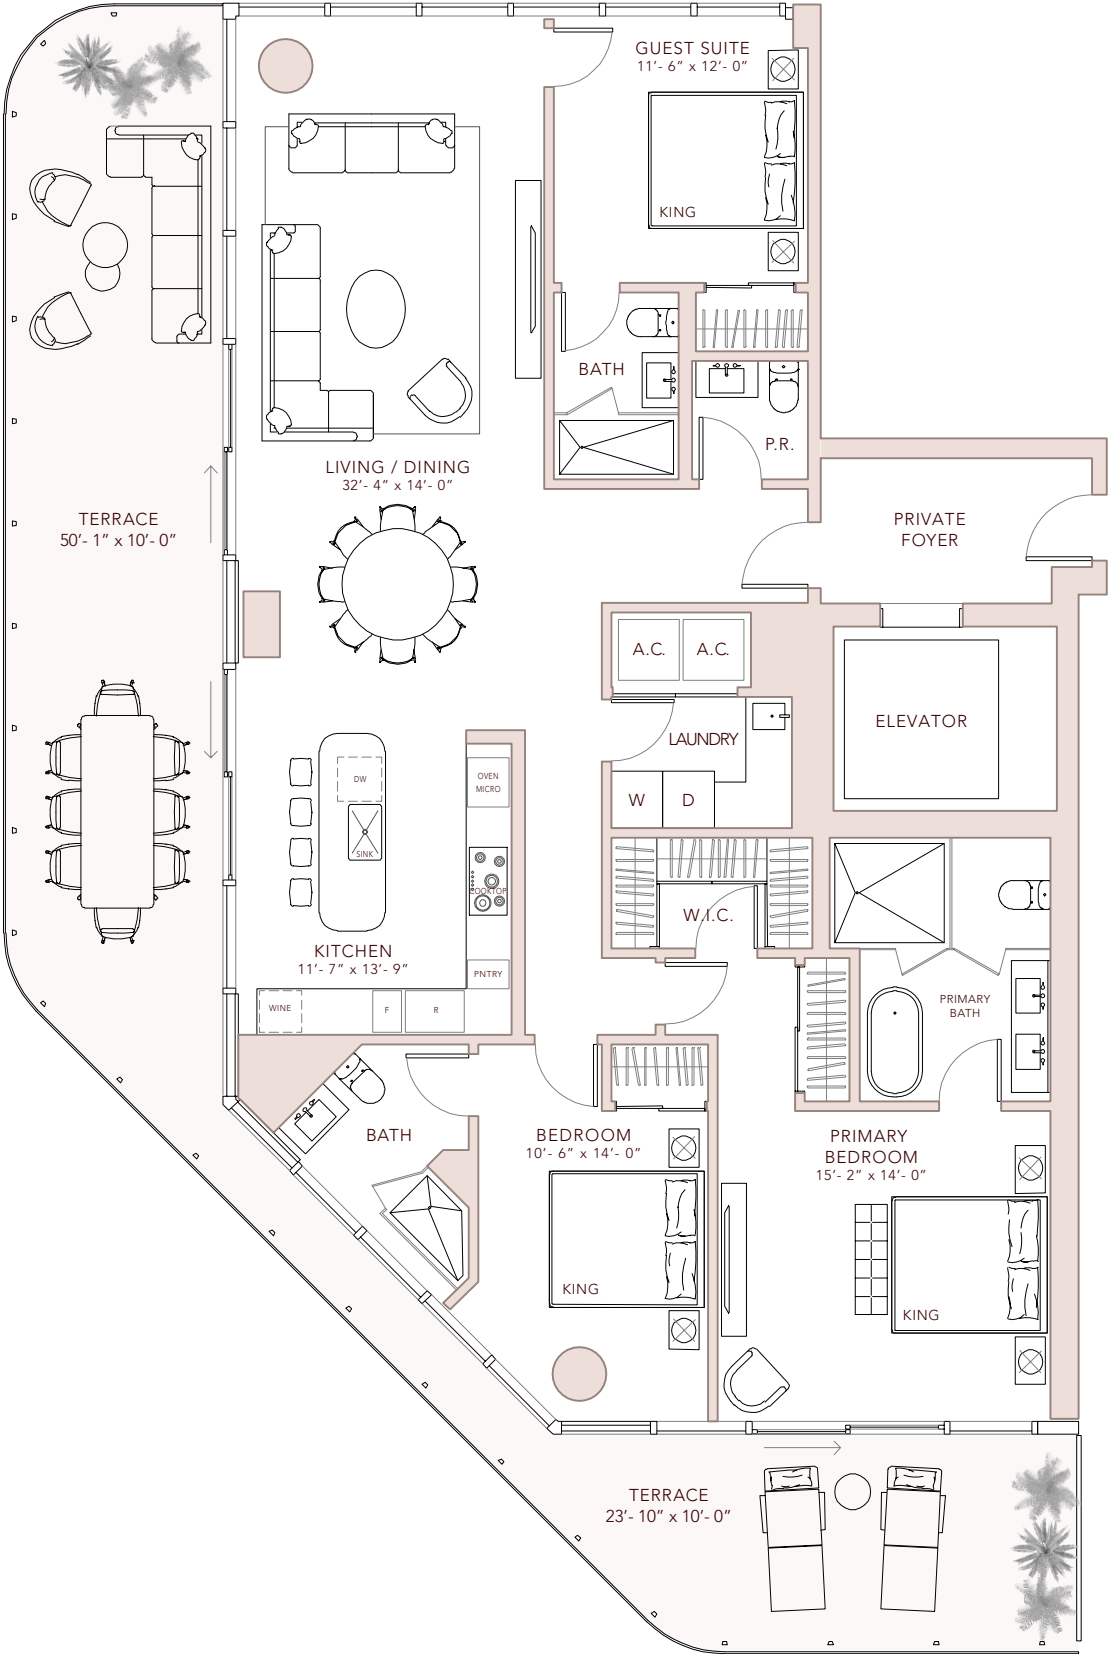 GUEST SUITE
11'- 6" x 12'- 0"
KING
BATH
P.R.
LIVING / DINING
32'- 4" x 14'- 0"
TERRACE
50'- 1" x 10'- 0"
PRIVATE
FOYER
A.C.
A.C.
ELEVATOR
LAUNDRY
W
D
DW
SINK
OVEN
MICRO
COOKTOP
W.I.C.
KITCHEN
11'- 7" x 13'- 9"
PNTRY
WINE
F
R
PRIMARY
BATH
BATH
BEDROOM
10'- 6" x 14'- 0"
KING
PRIMARY
BEDROOM
15'- 2" x 14'- 0"
KING
TERRACE
23'- 10" x 10'- 0"